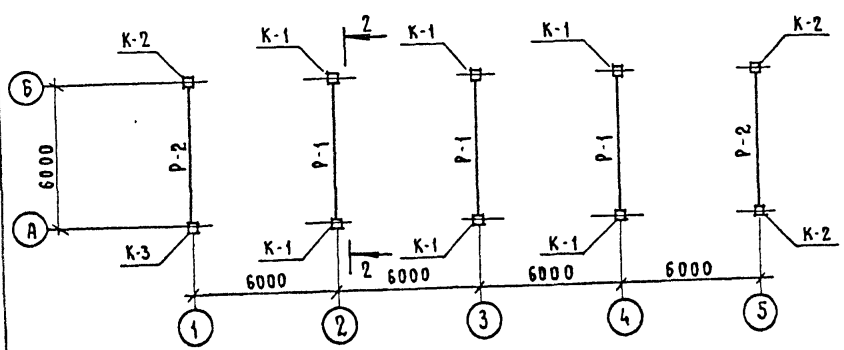 К-2 К-1 2 К-1 К-1 К-2
Б
6000 Р-2 Р-1 Р-1 Р-1 Р-2
А
К-3 К-1 2 К-1 К-1 К-2
6000 6000 6000 6000
1 2 3 4 5